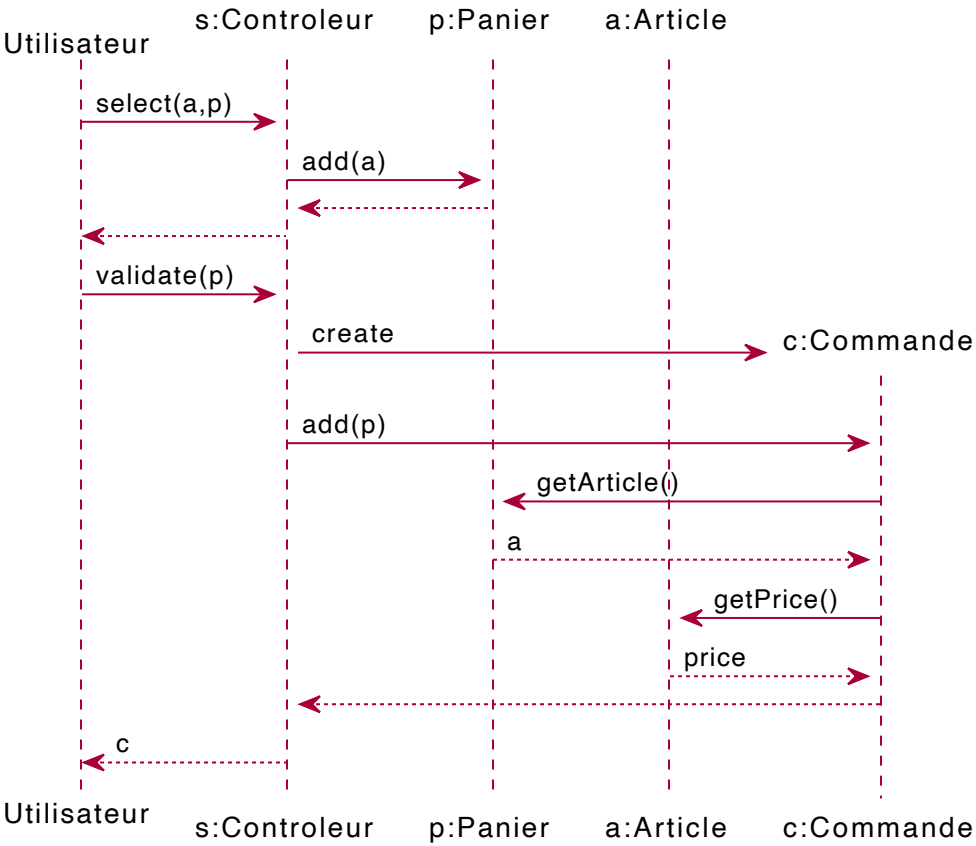 s:Controleur p:Panier a:Article
Utilisateur
select(a,p)
add(a)
validate(p)
create
c:Commande
add(p)
getArticle()
a
getPrice()
price
c
Utilisateur
s:Controleur p:Panier a:Article c:Commande